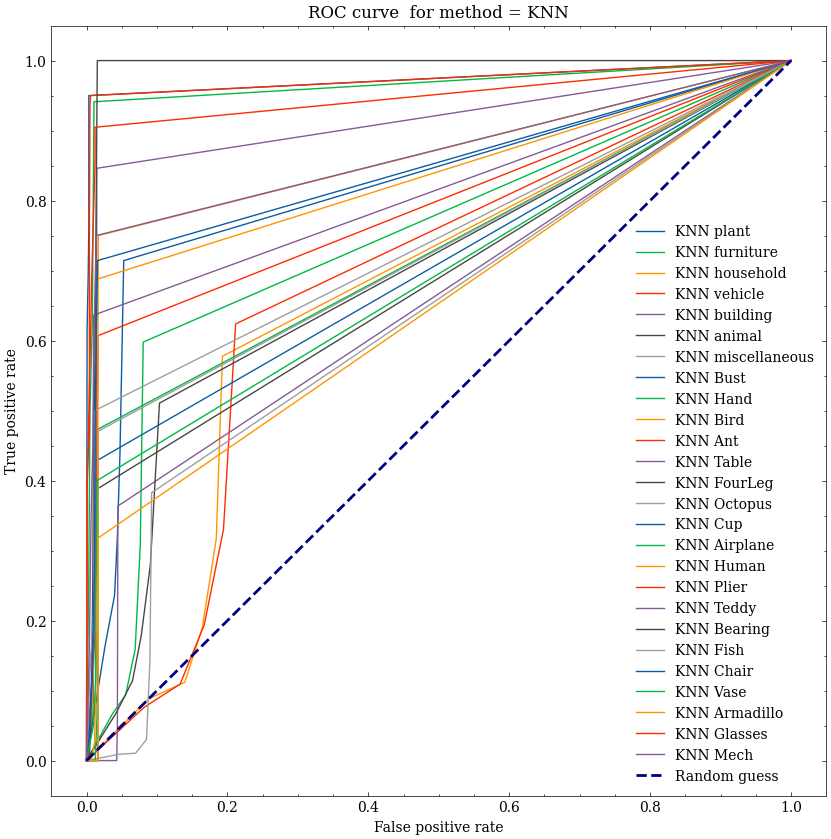 ROC curve for method = KNN
1.0
0.8
0.6
0.4
0.2
0.0
True positive rate
KNN plant
KNN furniture
KNN household
KNN vehicle
KNN building
KNN animal
KNN miscellaneous
KNN Bust
KNN Hand
KNN Bird
KNN Ant
KNN Table
KNN FourLeg
KNN Octopus
KNN Cup
KNN Airplane
KNN Human
KNN Plier
KNN Teddy
KNN Bearing
KNN Fish
KNN Chair
KNN Vase
KNN Armadillo
KNN Glasses
KNN Mech
Random guess
0.0 0.2 0.4 0.6 0.8 1.0
False positive rate